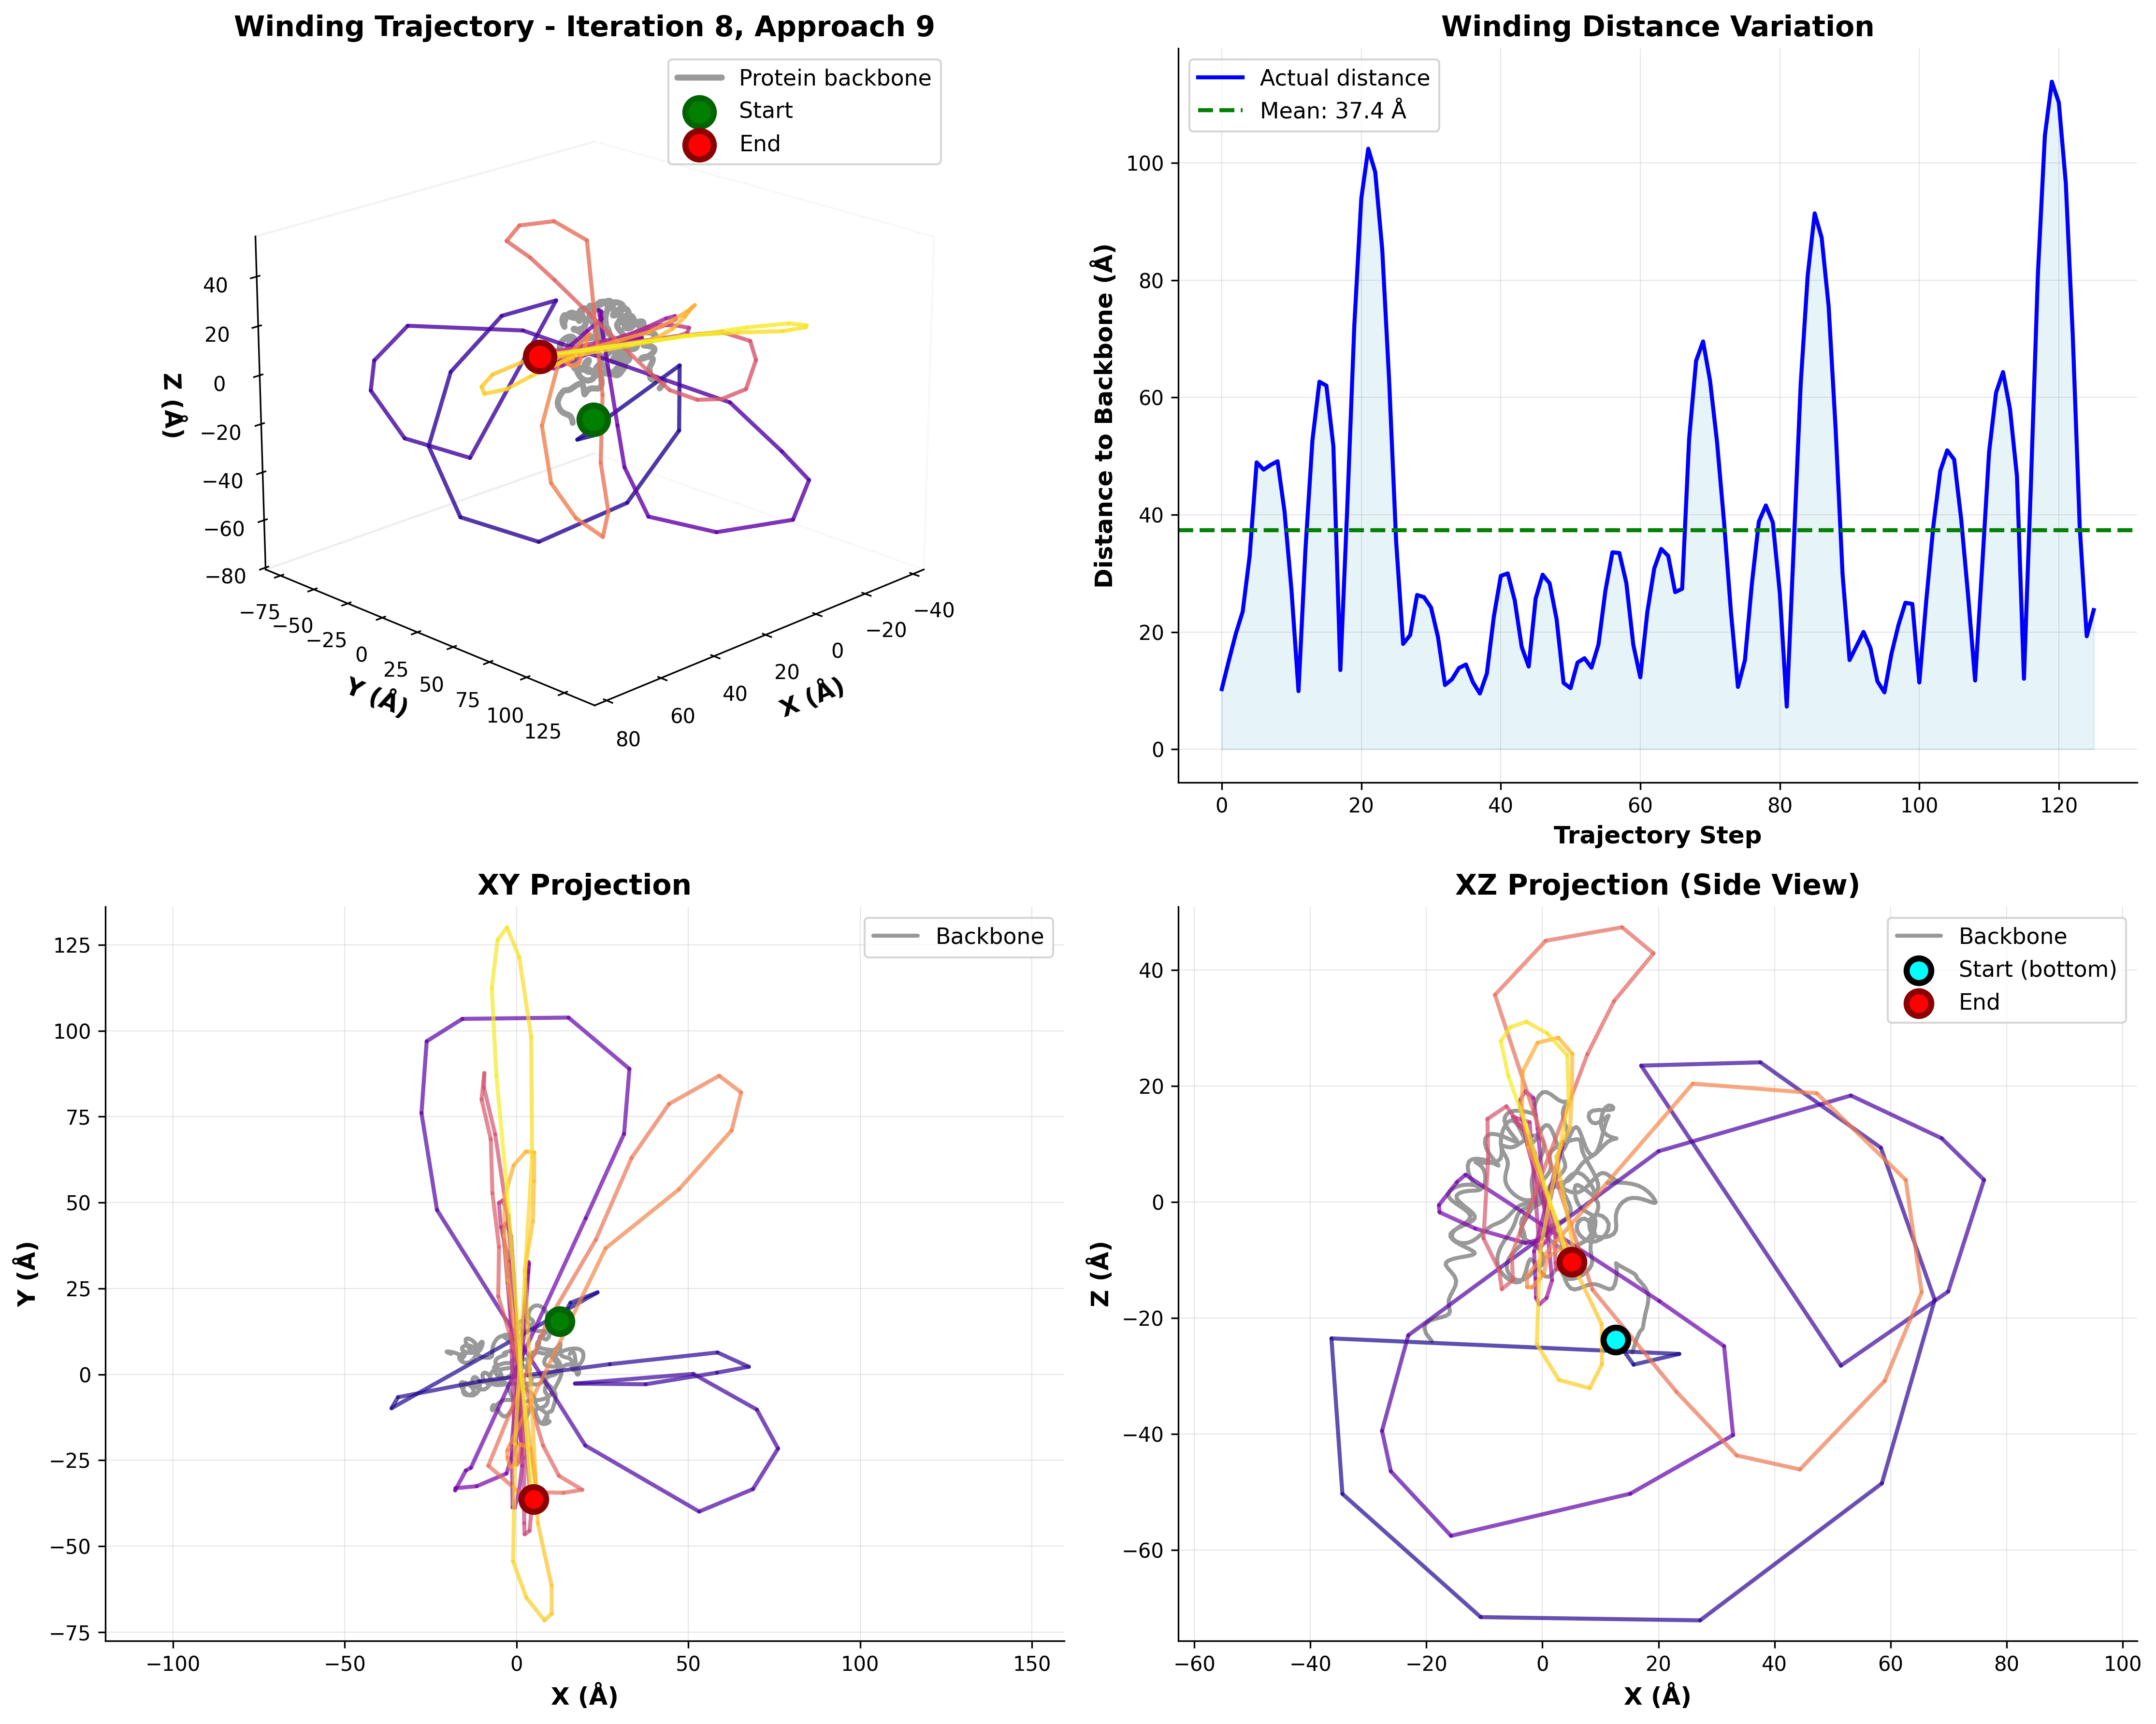 Winding Trajectory - Iteration 8, Approach 9
Protein backbone
Start
End
40
20
0
−20
−40
−60
−80
Z (Å)
−75
−50
−25
0
25
50
75
100
125
Y (Å)
80
60
40
20
0
−20
−40
X (Å)
Winding Distance Variation
Actual distance
Mean: 37.4 Å
100
80
60
40
20
0
Distance to Backbone (Å)
0 20 40 60 80 100 120
Trajectory Step
XY Projection
Backbone
125
100
75
50
25
0
−25
−50
−75
Y (Å)
−100 −50 0 50 100 150
X (Å)
XZ Projection (Side View)
Backbone
Start (bottom)
End
40
20
0
−20
−40
−60
Z (Å)
−60 −40 −20 0 20 40 60 80 100
X (Å)